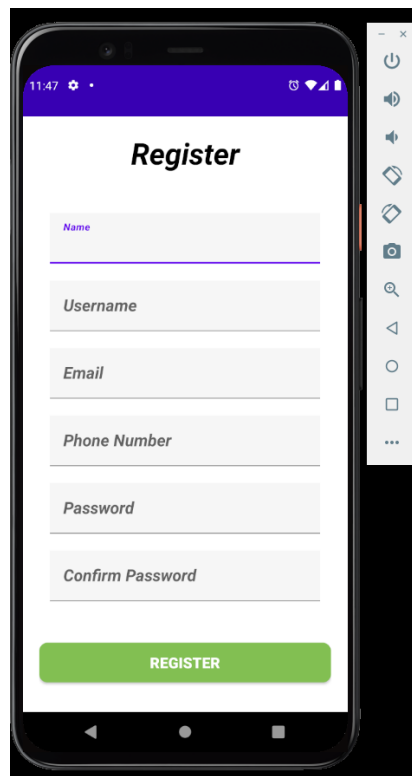 11:47
Register
Name
Username
Email
Phone Number
Password
Confirm Password
REGISTER